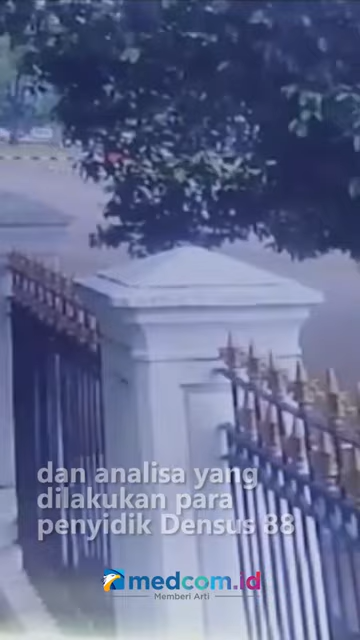 dan analisa yang
dilakukan para
penyidik Densus 88
medcom.id
Memberi Arti